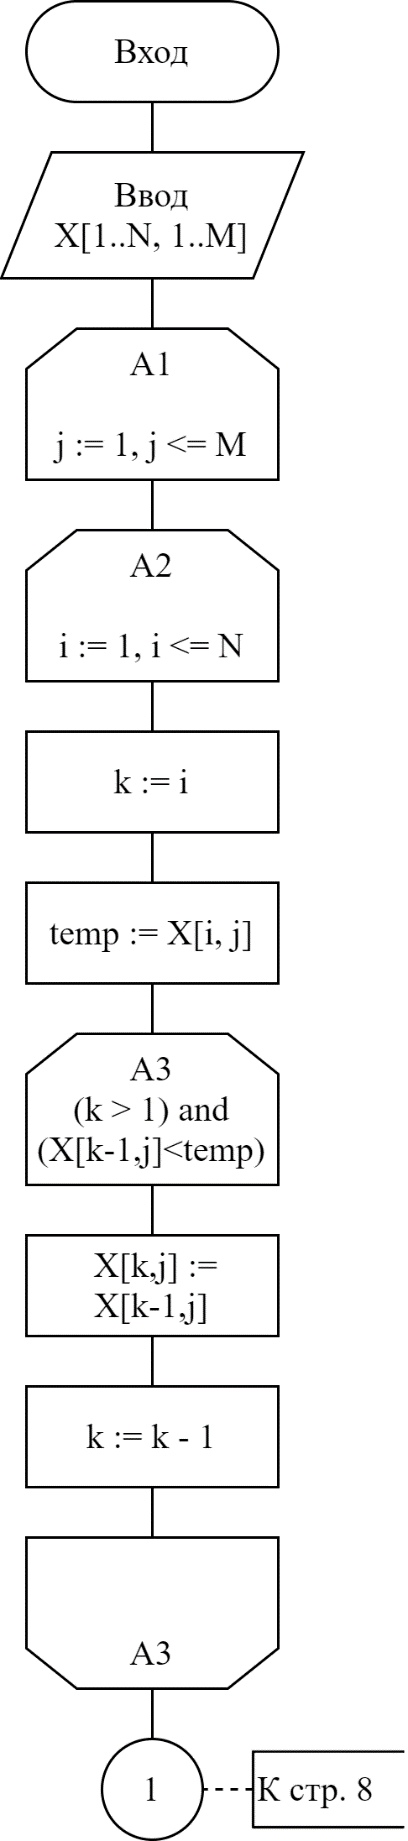 Вход
Ввод
X[1..N, 1..M]
A1
j := 1, j <= M
A2
i := 1, i <= N
k := i
temp := X[i, j]
A3
(k > 1) and
(X[k-1,j]<temp)
X[k,j] :=
X[k-1,j]
k := k - 1
A3
1
К стр. 8